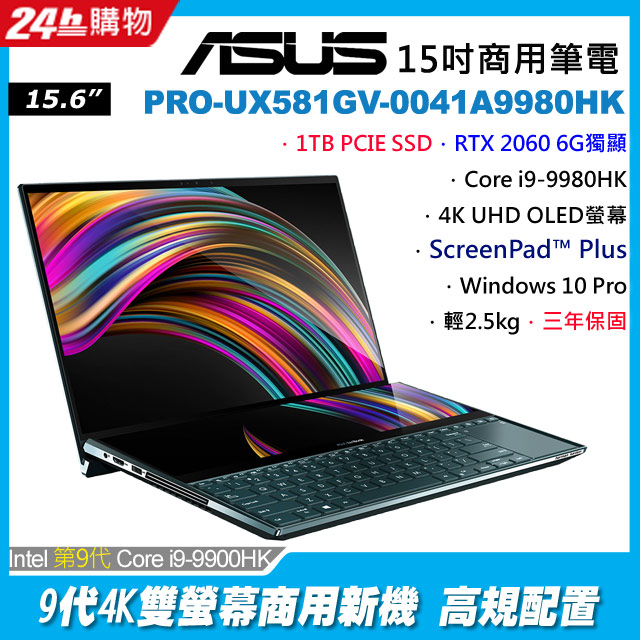 24h購物
ASUS 15吋商用筆電
15.6”
PRO-UX581GV-0041A9980HK
· 1TB PCIE SSD · RTX 2060 6G獨顯
· Core i9-9980HK
· 4K UHD OLED螢幕
· ScreenPad™ Plus
· Windows 10 Pro
· 輕2.5kg · 三年保固
Intel 第9代 Core i9-9900HK
9代4K雙螢幕商用新機 高規配置